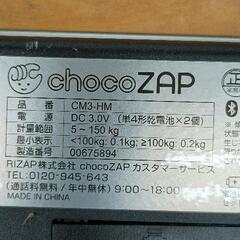 chocoZAP
品番 CM3-HM
電源 DC 3.0V (単4形乾電池×2個)
計量範囲 5～150kg
最小表示 <100kg: 0.1kg; ≥100kg: 0.2kg
製造番号 00675894
RIZAP株式会社 chocoZAP カスタマーサービス
TEL: 0120-945-643
(通話無料/年中無休) 9:00～18:00
MADE IN CHINA
正